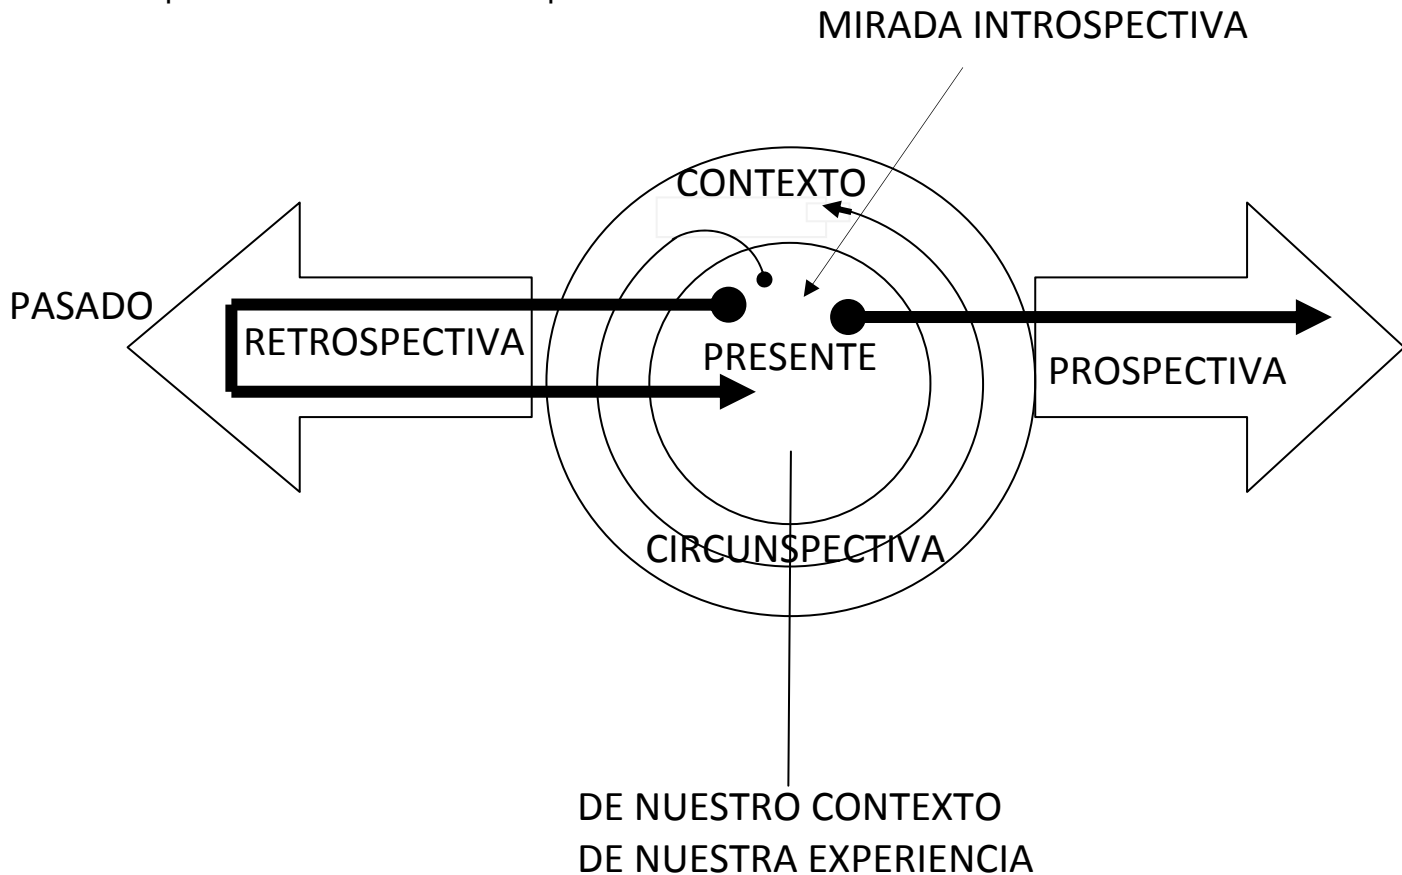 MIRADA INTROSPECTIVA
CONTEXTO
PASADO
RETROSPECTIVA
PRESENTE
PROSPECTIVA
CIRCUNSPECTIVA
DE NUESTRO CONTEXTO
DE NUESTRA EXPERIENCIA